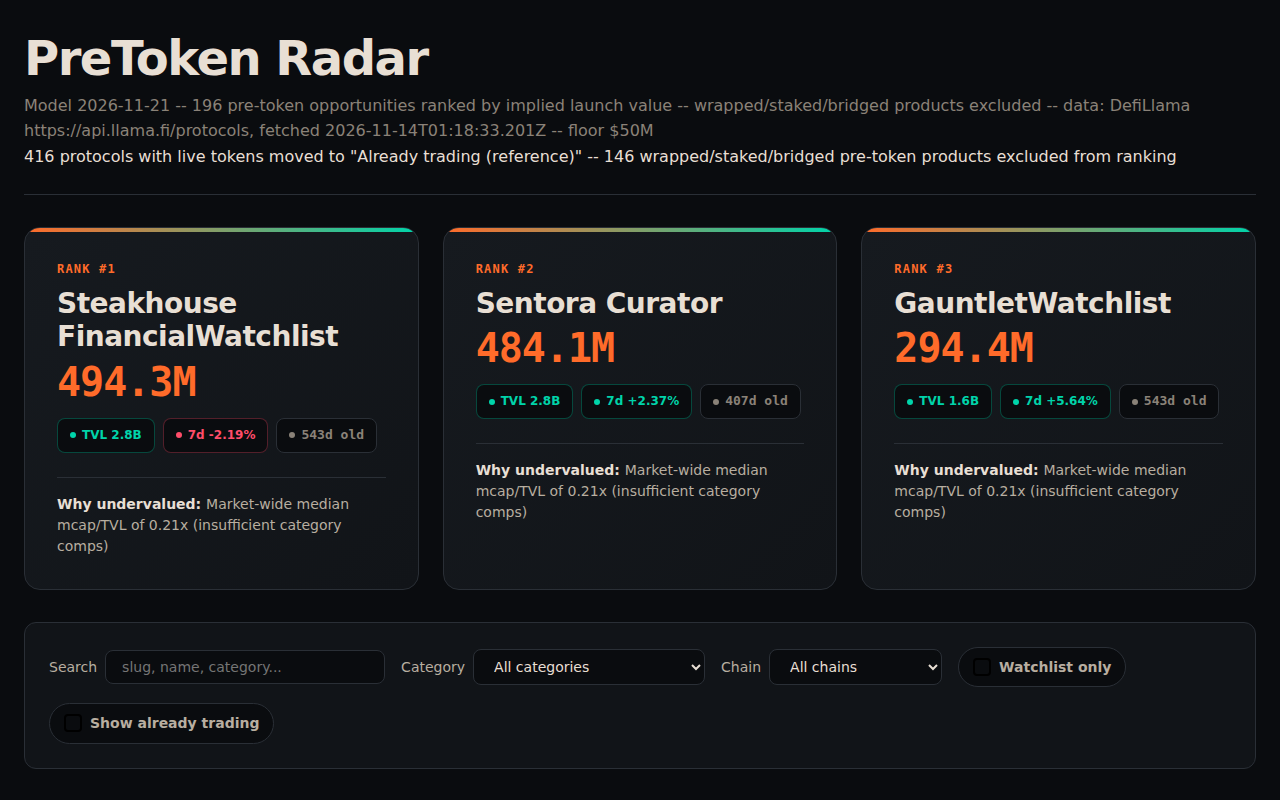 PreToken Radar
Model 2026-11-21 -- 196 pre-token opportunities ranked by implied launch value -- wrapped/staked/bridged products excluded -- data: DefiLlama
https://api.llama.fi/protocols, fetched 2026-11-14T01:18:33.201Z -- floor $50M
416 protocols with live tokens moved to "Already trading (reference)" -- 146 wrapped/staked/bridged pre-token products excluded from ranking
RANK #1
Steakhouse
FinancialWatchlist
494.3M
TVL 2.8B
7d -2.19%
543d old
Why undervalued: Market-wide median
mcap/TVL of 0.21x (insufficient category
comps)
RANK #2
Sentora Curator
484.1M
TVL 2.8B
7d +2.37%
407d old
Why undervalued: Market-wide median
mcap/TVL of 0.21x (insufficient category
comps)
RANK #3
GauntletWatchlist
294.4M
TVL 1.6B
7d +5.64%
543d old
Why undervalued: Market-wide median
mcap/TVL of 0.21x (insufficient category
comps)
Search
slug, name, category...
Category
All categories
Chain
All chains
Watchlist only
Show already trading